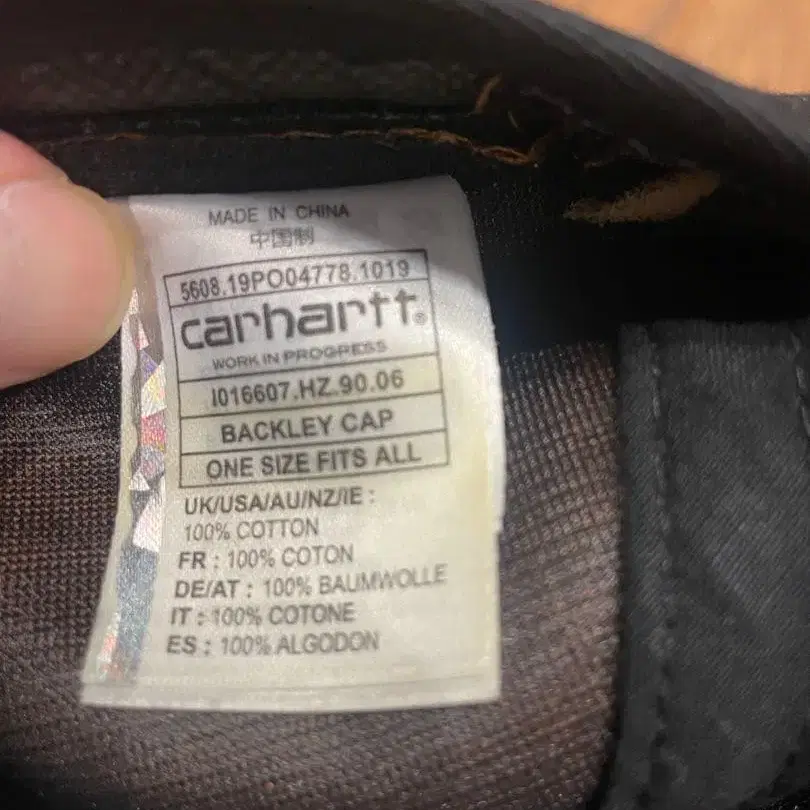 MADE IN CHINA
中国制
5608.19PO04778.1019
carhartt®
WORK IN PROGRESS
I016607.HZ.90.06
BACKLEY CAP
ONE SIZE FITS ALL
UK/USA/AU/NZ/IE :
100% COTTON
FR : 100% COTON
DE/AT : 100% BAUMWOLLE
IT : 100% COTONE
ES : 100% ALGODON